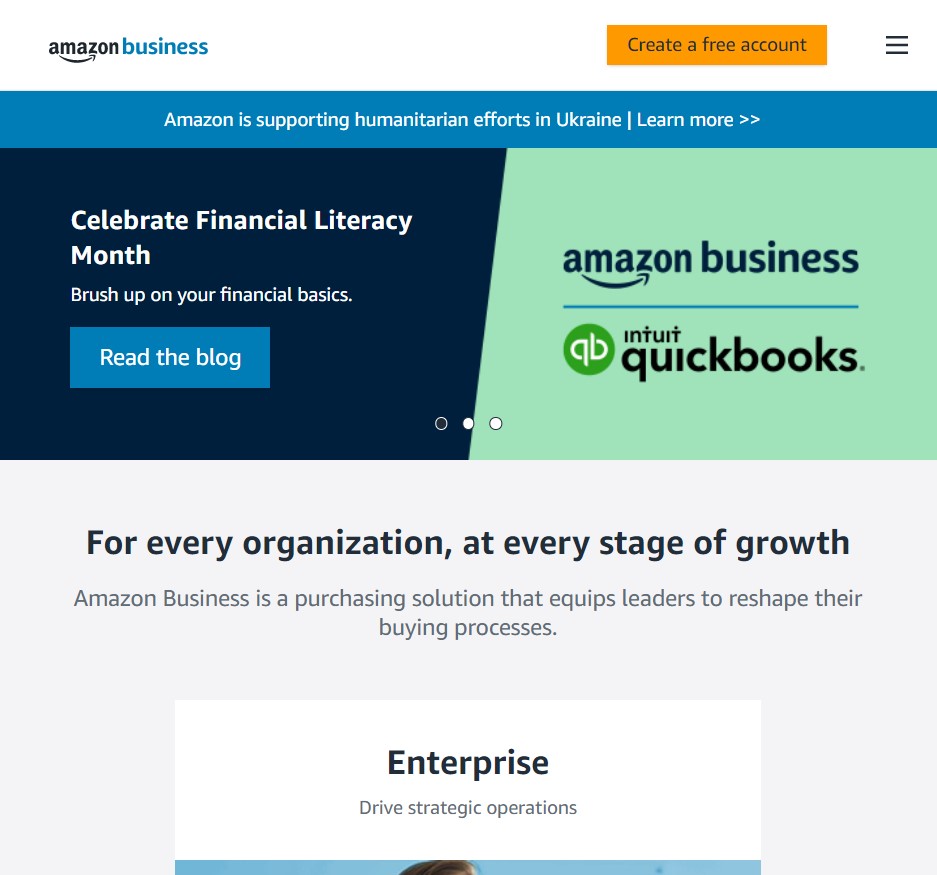 amazon business
Create a free account
Amazon is supporting humanitarian efforts in Ukraine | Learn more >>
Celebrate Financial Literacy
Month
Brush up on your financial basics.
Read the blog
amazon business
qb intuit
quickbooks.
For every organization, at every stage of growth
Amazon Business is a purchasing solution that equips leaders to reshape their
buying processes.
Enterprise
Drive strategic operations